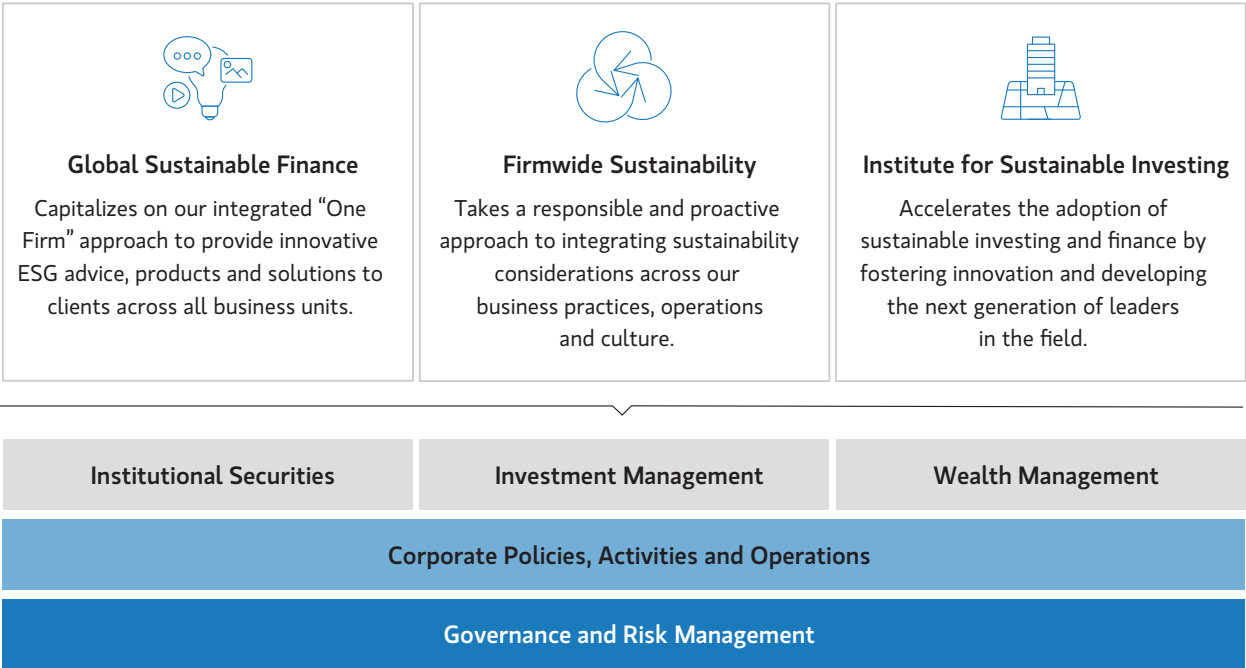 Global Sustainable Finance
Capitalizes on our integrated “One
Firm” approach to provide innovative
ESG advice, products and solutions to
clients across all business units.
Firmwide Sustainability
Takes a responsible and proactive
approach to integrating sustainability
considerations across our
business practices, operations
and culture.
Institute for Sustainable Investing
Accelerates the adoption of
sustainable investing and finance by
fostering innovation and developing
the next generation of leaders
in the field.
Institutional Securities
Investment Management
Wealth Management
Corporate Policies, Activities and Operations
Governance and Risk Management